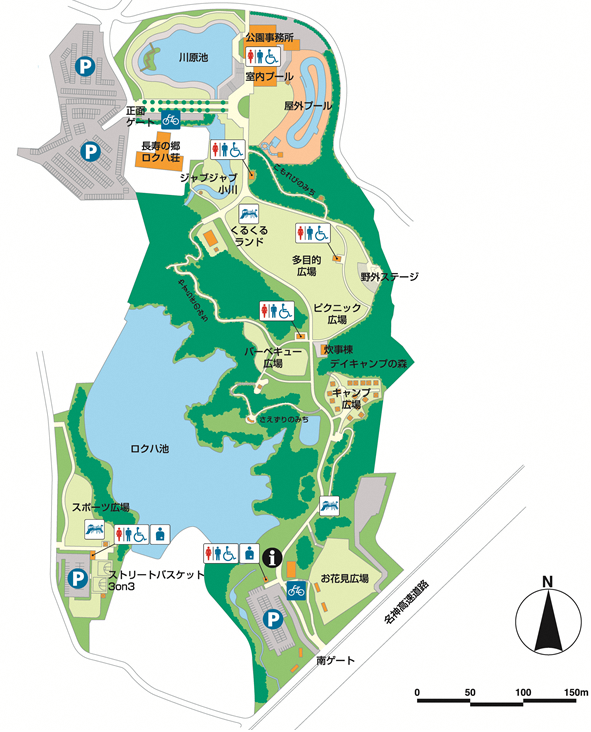 川原池
公園事務所
室内プール
屋外プール
P
P
正面
ゲート
長寿の郷
ロクハ荘
ジャブジャブ
小川
こもれびのみち
くるくる
ランド
多目的
広場
野外ステージ
ピクニック
広場
バーベキュー
広場
炊事棟
デイキャンプの森
キャンプ
広場
さえずりのみち
ロクハ池
スポーツ広場
ストリートバスケット
3on3
P
i
お花見広場
P
南ゲート
名神高速道路
N
0 50 100 150m